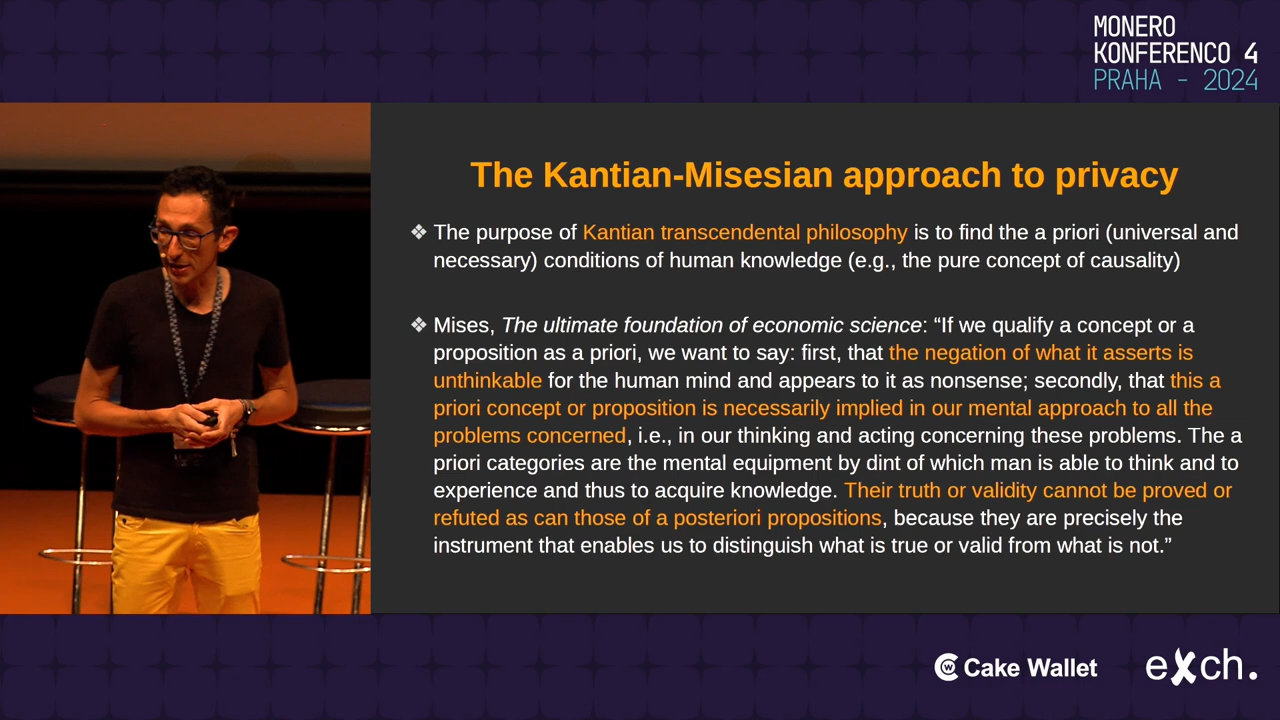 MONERO
KONFERENCO 4
PRAHA - 2024
The Kantian-Misesian approach to privacy
❖ The purpose of Kantian transcendental philosophy is to find the a priori (universal and
necessary) conditions of human knowledge (e.g., the pure concept of causality)
❖ Mises, The ultimate foundation of economic science: “If we qualify a concept or a
proposition as a priori, we want to say: first, that the negation of what it asserts is
unthinkable for the human mind and appears to it as nonsense; secondly, that this a
priori concept or proposition is necessarily implied in our mental approach to all the
problems concerned, i.e., in our thinking and acting concerning these problems. The a
priori categories are the mental equipment by dint of which man is able to think and to
experience and thus to acquire knowledge. Their truth or validity cannot be proved or
refuted as can those of a posteriori propositions, because they are precisely the
instrument that enables us to distinguish what is true or valid from what is not.”
Cake Wallet
exch.